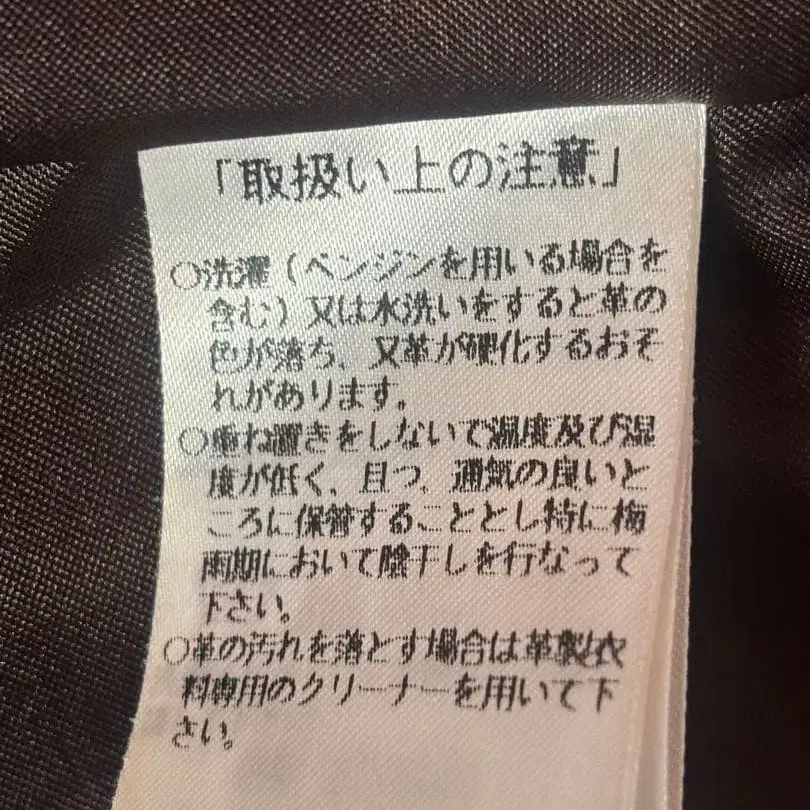 「取扱い上の注意」
○洗濯（ベンジンを用いる場合を
含む）又は水洗いをすると革の
色が落ち、又革が硬化するおそ
れがあります。
○重ね置きをしないで温度及び湿
度が低く、且つ、通気の良いと
ころに保管することとし特に梅
雨期において陰干しを行なって
下さい。
○革の汚れを落とす場合は革製衣
料専用のクリーナーを用いて下
さい。